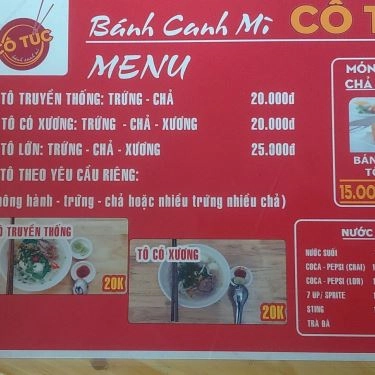 CÔ TÚC
Bánh Canh Mì CÔ T
MENU
TÔ TRUYỀN THỐNG: TRỨNG - CHẢ 20.000đ
TÔ CÓ XƯƠNG: TRỨNG - CHẢ - XƯƠNG 20.000đ
TÔ LỚN: TRỨNG - CHẢ - XƯƠNG 25.000đ
TÔ THEO YÊU CẦU RIÊNG:
hông hành - trứng - chả hoặc nhiều trứng nhiều chả)
TÔ TRUYỀN THỐNG
20K
TÔ CÓ XƯƠNG
20K
MÓN
CHẢ
BÁN
TÔ
15.00
NƯỚC
NƯỚC SUỐI
COCA - PEPSI (CHAI)
COCA - PEPSI (LON)
7 UP/ SPRITE
STING
TRÀ ĐÁ